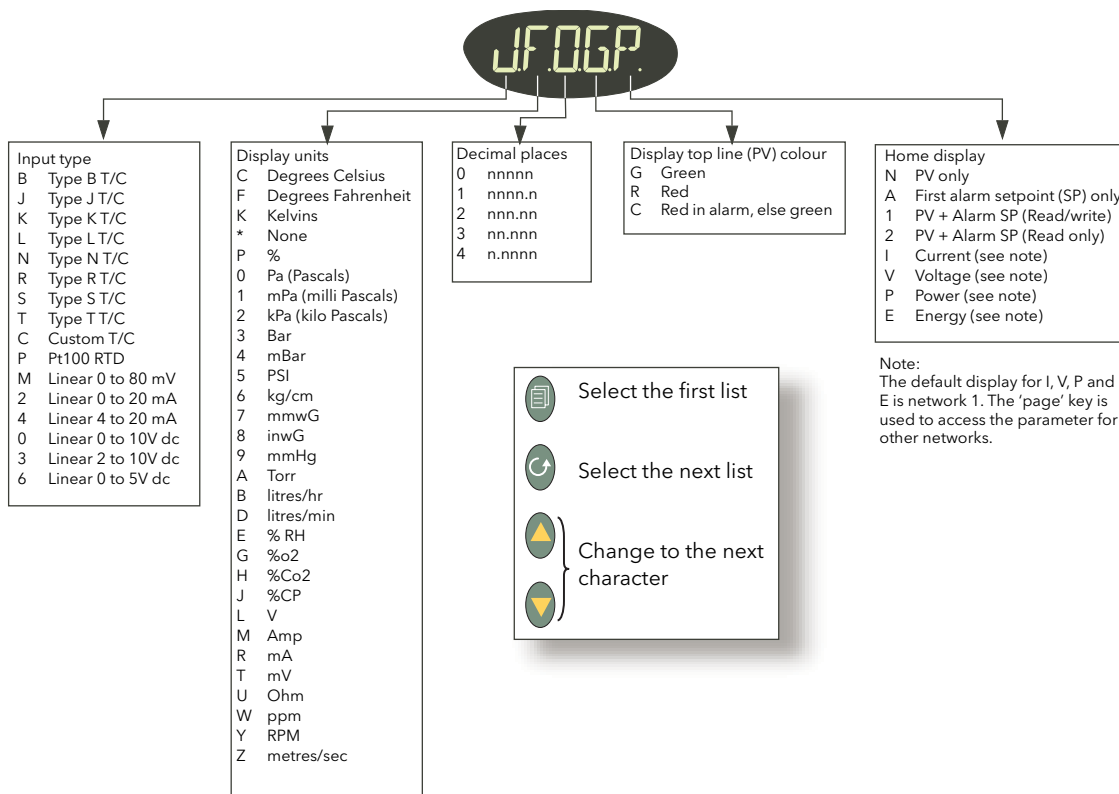 J.F.0.G.P.
Input type
B Type B T/C
J Type J T/C
K Type K T/C
L Type L T/C
N Type N T/C
R Type R T/C
S Type S T/C
T Type T T/C
C Custom T/C
P Pt100 RTD
M Linear 0 to 80 mV
2 Linear 0 to 20 mA
4 Linear 4 to 20 mA
0 Linear 0 to 10V dc
3 Linear 2 to 10V dc
6 Linear 0 to 5V dc
Display units
C Degrees Celsius
F Degrees Fahrenheit
K Kelvins
* None
P %
0 Pa (Pascals)
1 mPa (milli Pascals)
2 kPa (kilo Pascals)
3 Bar
4 mBar
5 PSI
6 kg/cm
7 mmwG
8 inwG
9 mmHg
A Torr
B litres/hr
D litres/min
E % RH
G %o2
H %Co2
J %CP
L V
M Amp
R mA
T mV
U Ohm
W ppm
Y RPM
Z metres/sec
Decimal places
0 nnnnn
1 nnnn.n
2 nnn.nn
3 nn.nnn
4 n.nnnn
Display top line (PV) colour
G Green
R Red
C Red in alarm, else green
Home display
N PV only
A First alarm setpoint (SP) only
1 PV + Alarm SP (Read/write)
2 PV + Alarm SP (Read only)
I Current (see note)
V Voltage (see note)
P Power (see note)
E Energy (see note)
Note:
The default display for I, V, P and
E is network 1. The ‘page’ key is
used to access the parameter for
other networks.
Select the first list
Select the next list
Change to the next
character